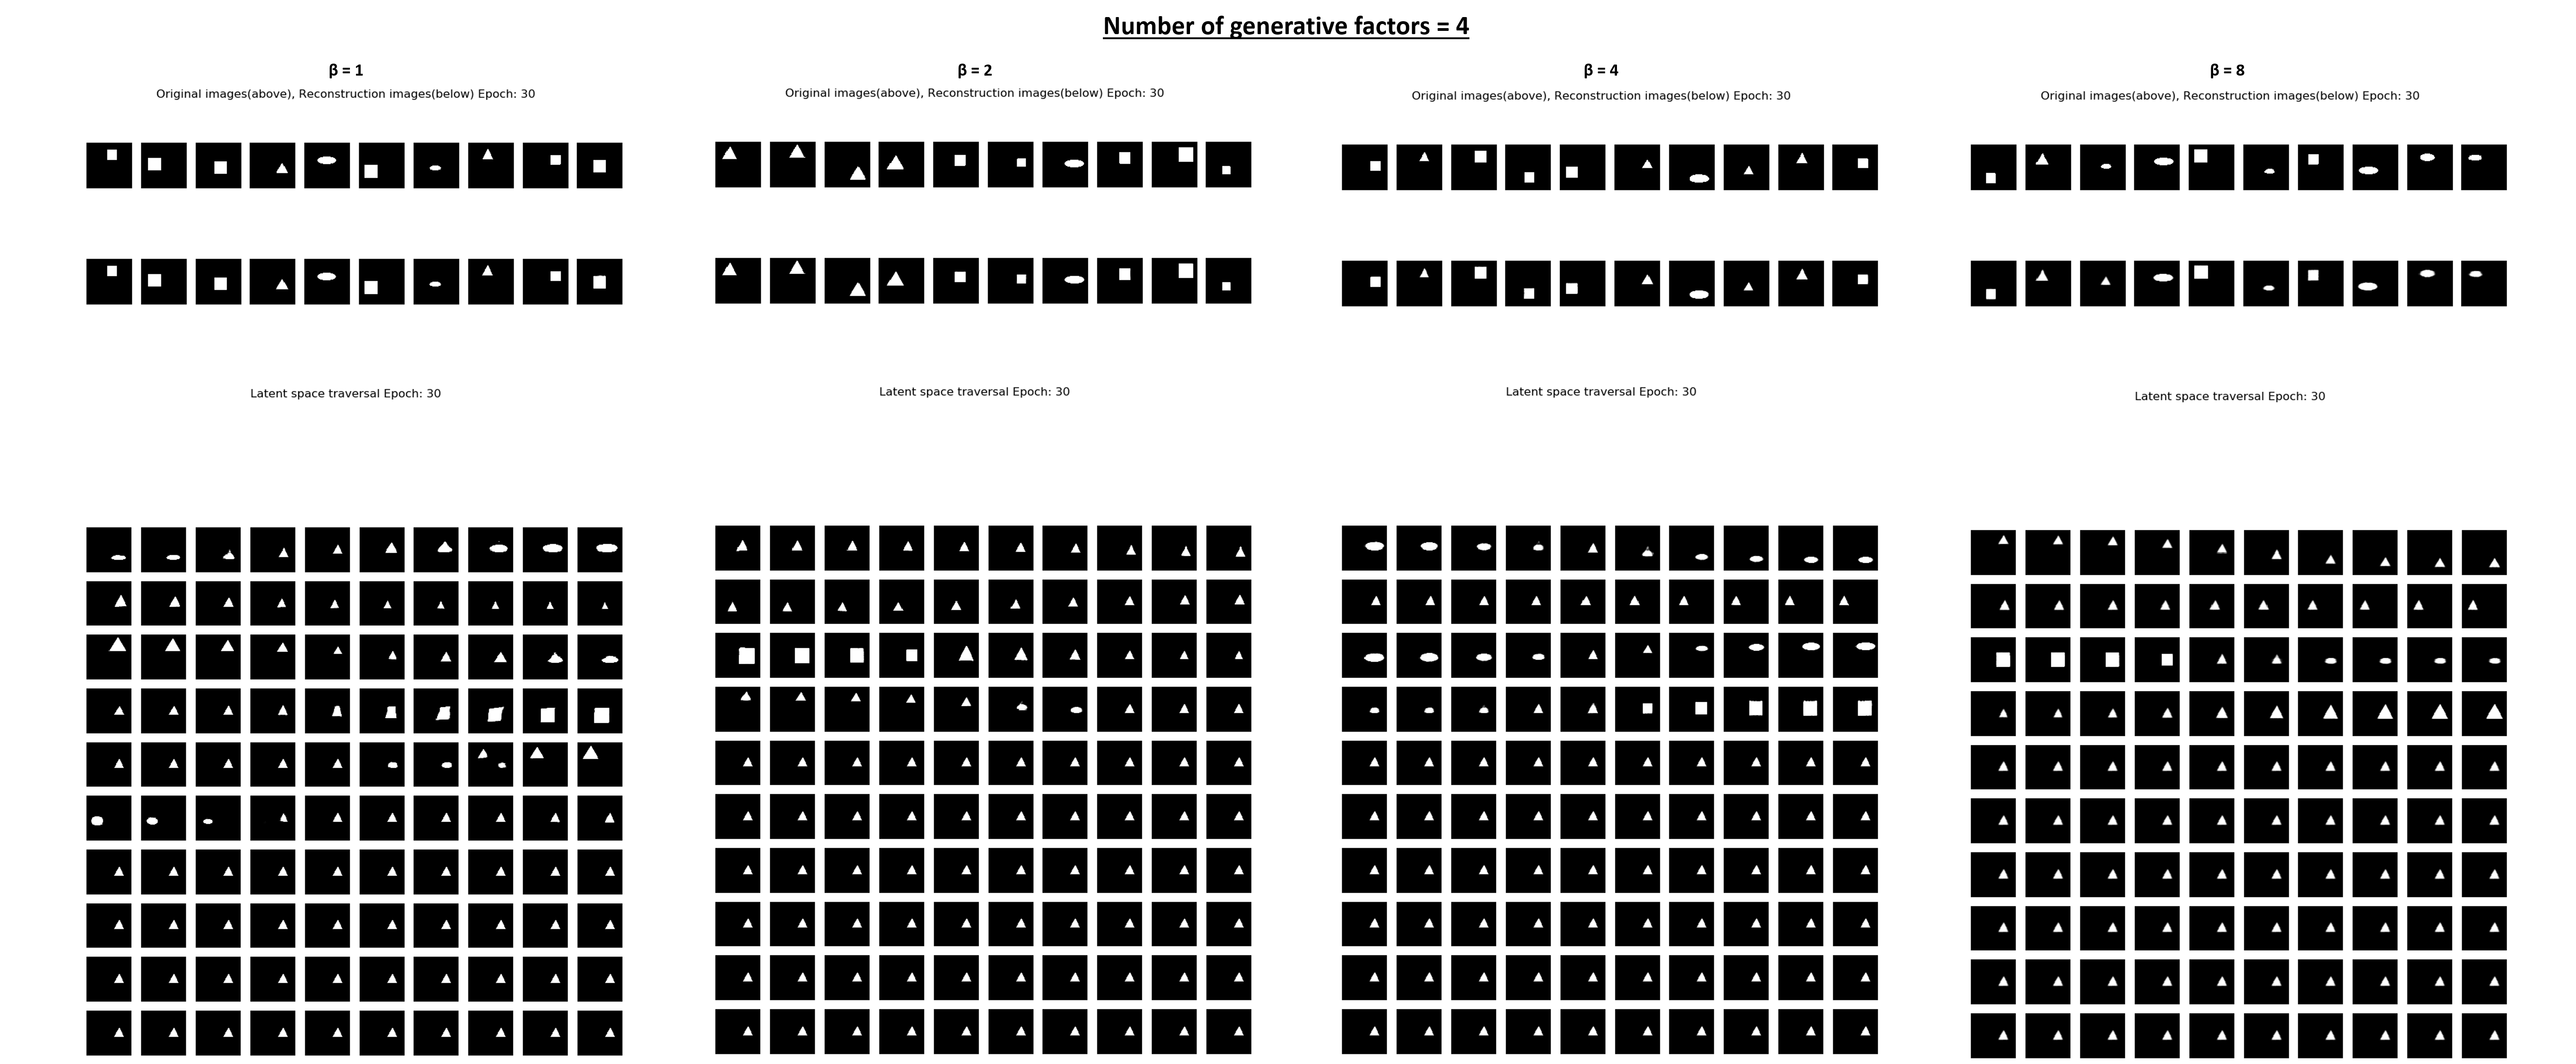 Number of generative factors = 4
β = 1
Original images(above), Reconstruction images(below) Epoch: 30
Latent space traversal Epoch: 30
β = 2
Original images(above), Reconstruction images(below) Epoch: 30
Latent space traversal Epoch: 30
β = 4
Original images(above), Reconstruction images(below) Epoch: 30
Latent space traversal Epoch: 30
β = 8
Original images(above), Reconstruction images(below) Epoch: 30
Latent space traversal Epoch: 30